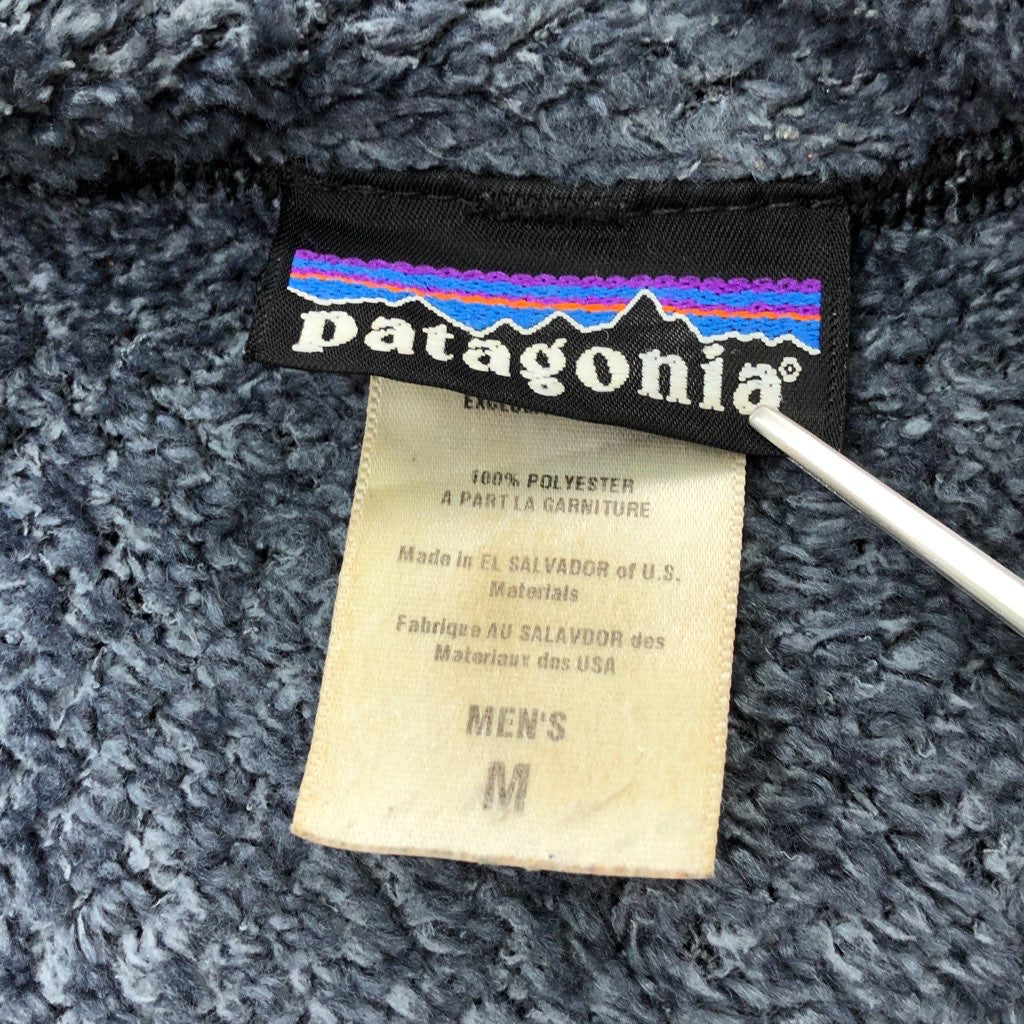 patagonia®
100% POLYESTER
A PART LA GARNITURE
Made in EL SALVADOR of U.S.
Materials
Fabrique AU SALAVDOR des
Materiaux des USA
MEN'S
M